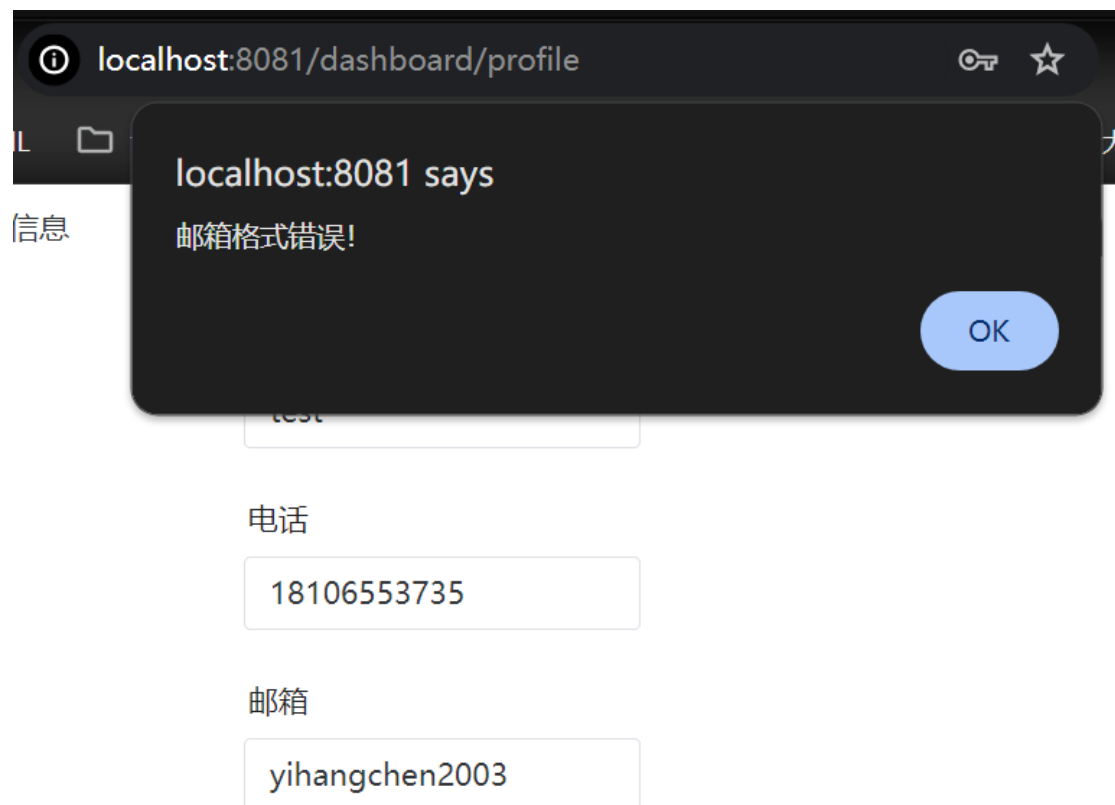 localhost:8081/dashboard/profile
localhost:8081 says
信息
邮箱格式错误!
OK
test
电话
18106553735
邮箱
yihangchen2003